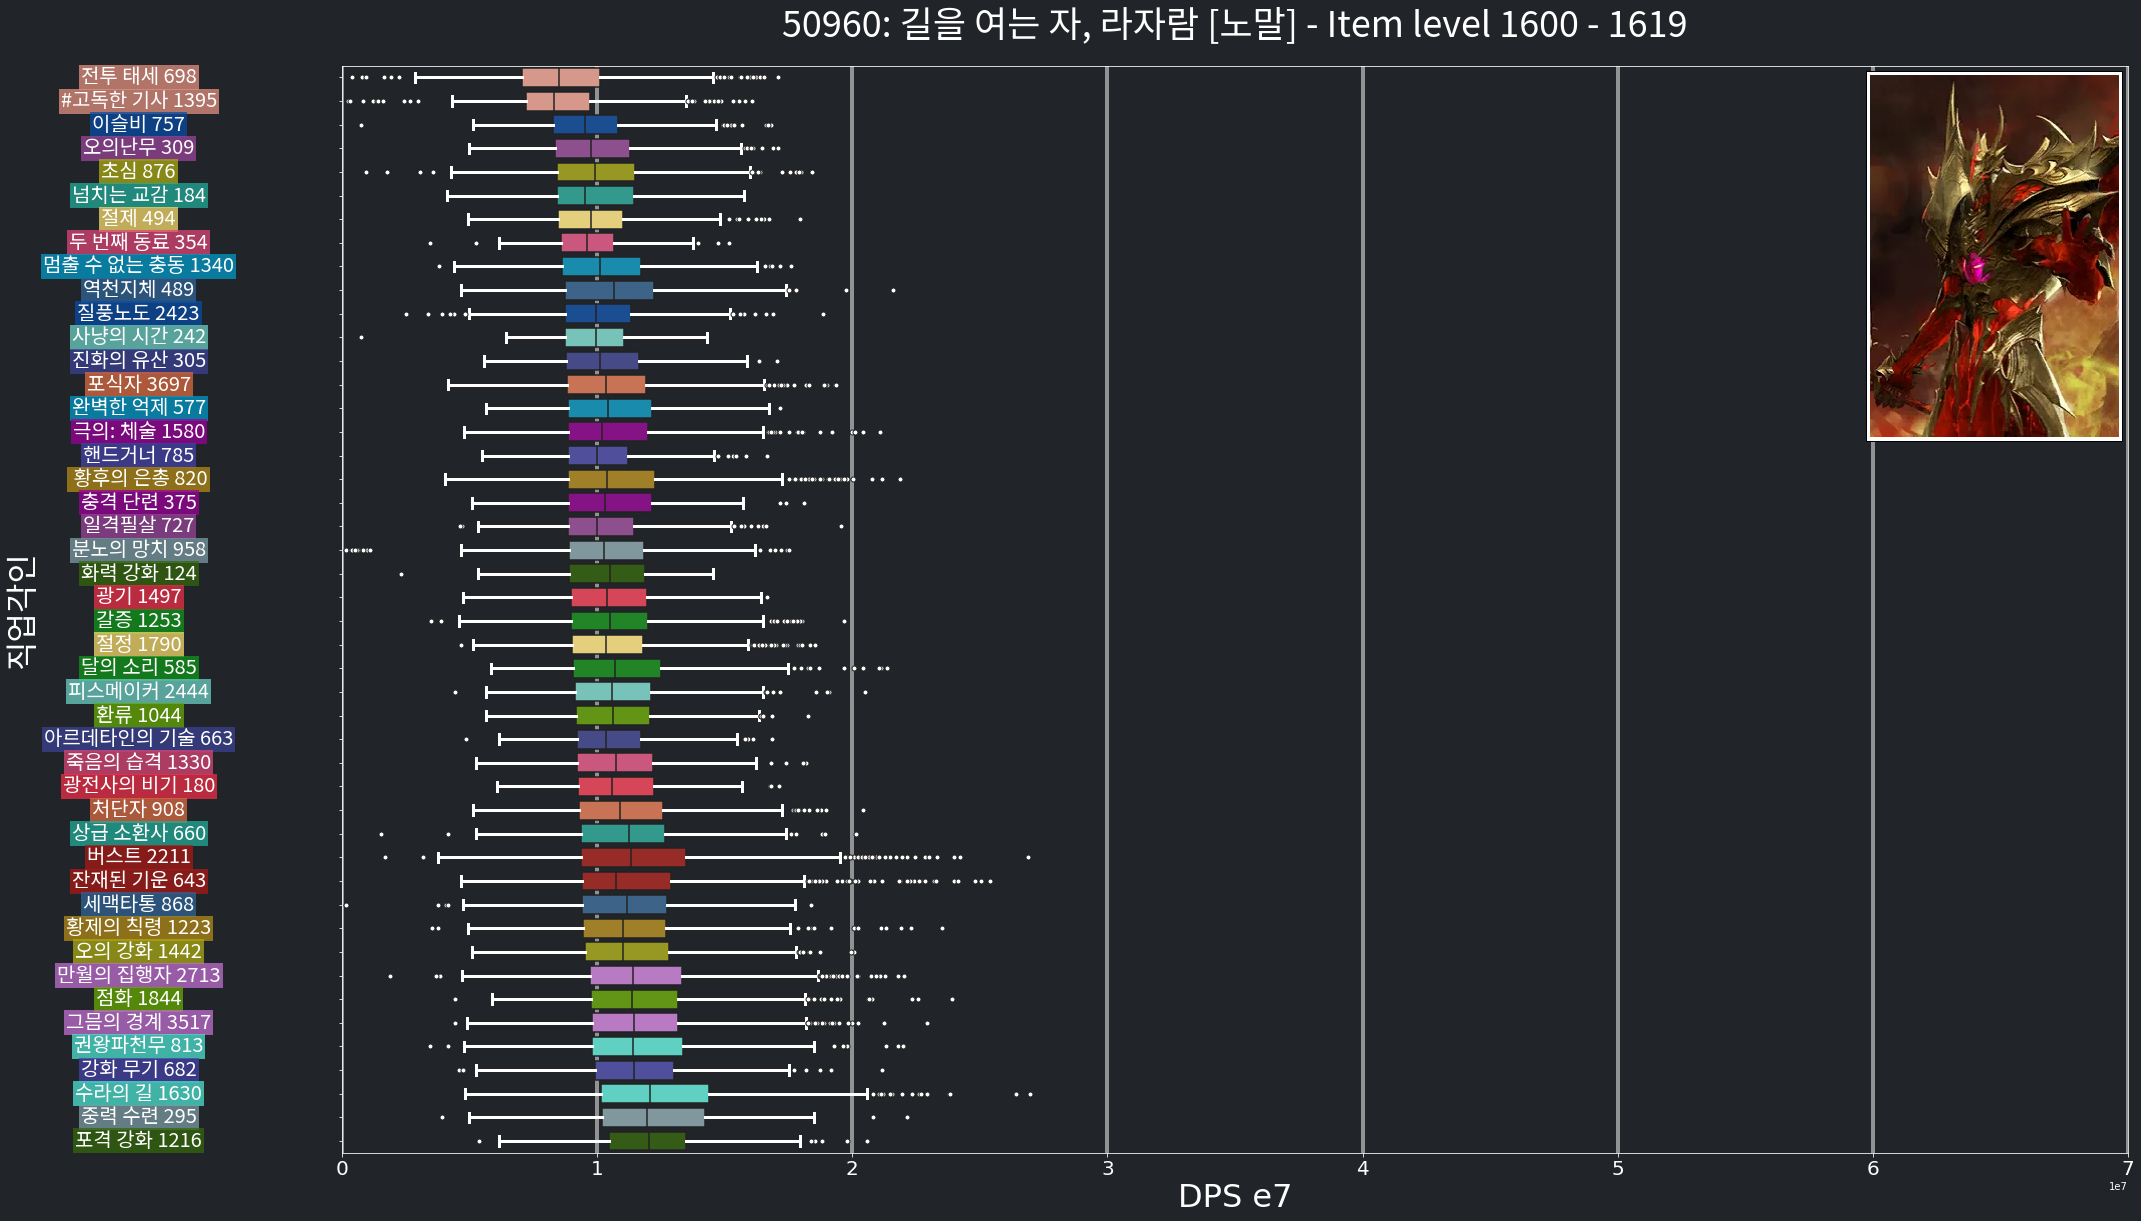 50960: 길을 여는 자, 라자람 [노말] - Item level 1600 - 1619
전투 태세 698
#고독한 기사 1395
이슬비 757
오의난무 309
초심 876
넘치는 교감 184
절제 494
두 번째 동료 354
멈출 수 없는 충동 1340
역천지체 489
질풍노도 2423
사냥의 시간 242
진화의 유산 305
포식자 3697
완벽한 억제 577
극의: 체술 1580
핸드거너 785
황후의 은총 820
충격 단련 375
일격필살 727
분노의 망치 958
화력 강화 124
광기 1497
갈증 1253
절정 1790
달의 소리 585
피스메이커 2444
환류 1044
아르데타인의 기술 663
죽음의 습격 1330
광전사의 비기 180
처단자 908
상급 소환사 660
버스트 2211
잔재된 기운 643
세맥타통 868
황제의 칙령 1223
오의 강화 1442
만월의 집행자 2713
점화 1844
그믐의 경계 3517
권왕파천무 813
강화 무기 682
수라의 길 1630
중력 수련 295
포격 강화 1216
직업각인
0 1 2 3 4 5 6 7
1e7
DPS e7